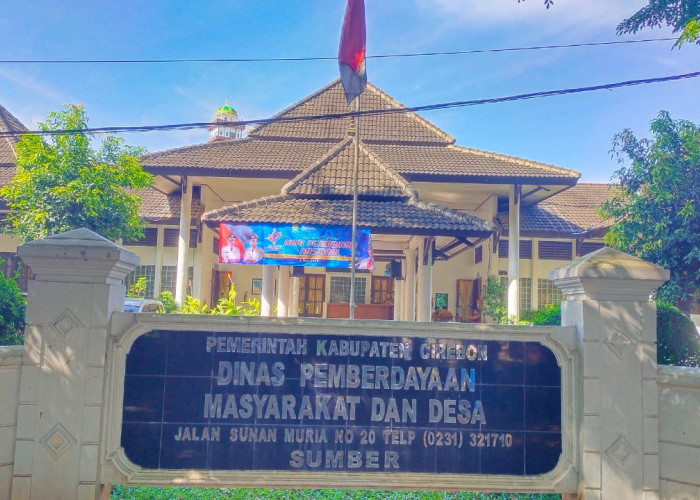 PEMERINTAH KABUPATEN CIREBON
DINAS PEMBERDAYAAN
MASYARAKAT DAN DESA
JALAN SUNAN MURIA NO 20 TELP (0231) 321710
SUMBER